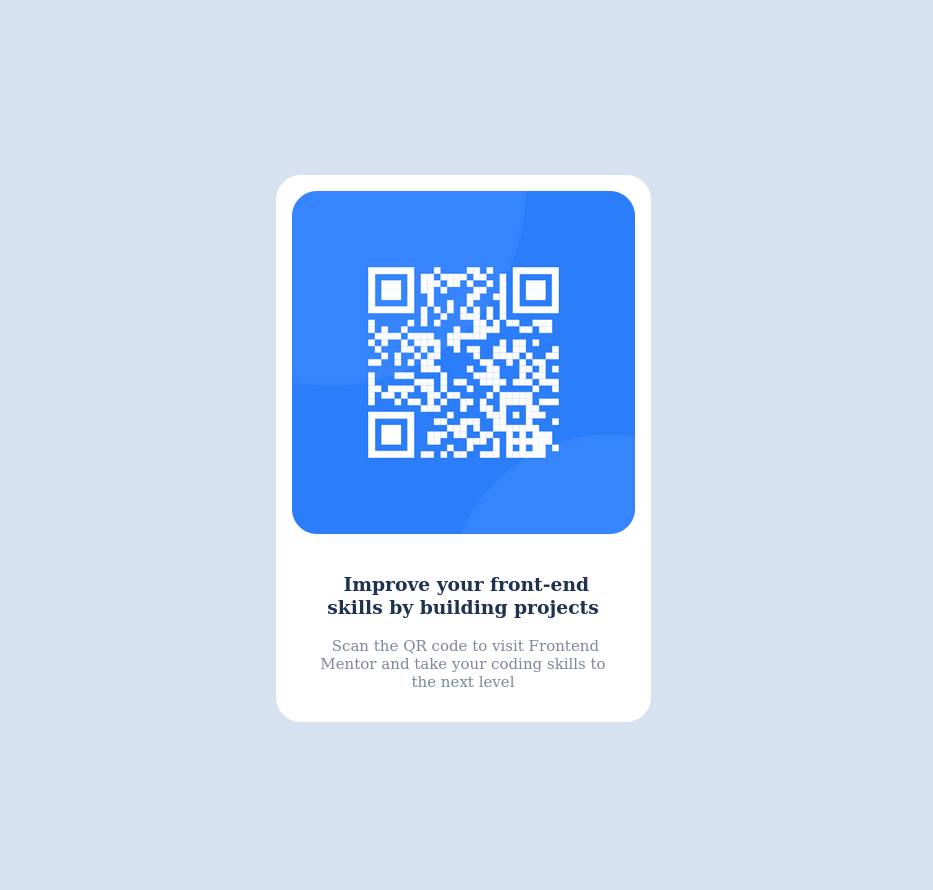 Improve your front-end
skills by building projects
Scan the QR code to visit Frontend
Mentor and take your coding skills to
the next level